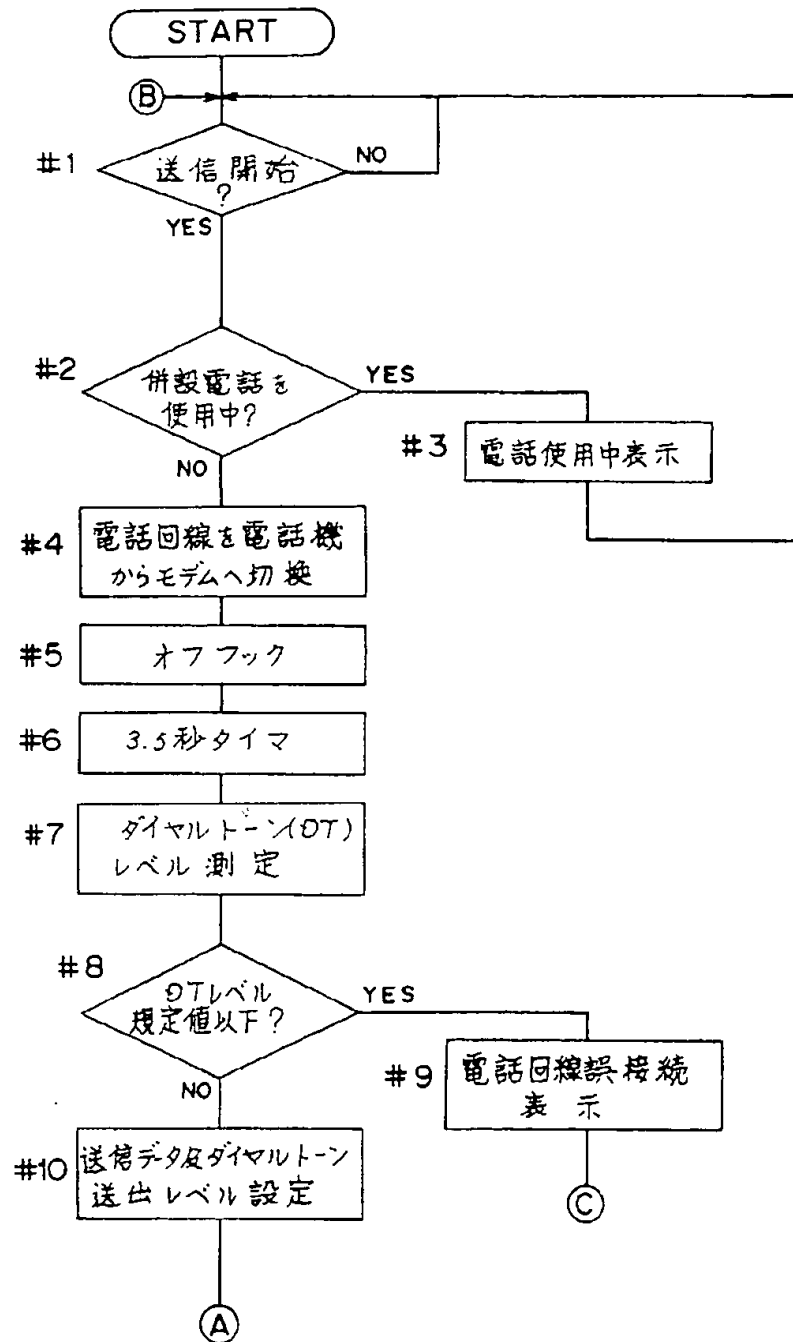 START
B
#1
送信開始
?
NO
YES
#2
併設電話を
使用中?
YES
NO
#3
電話使用中表示
#4
電話回線を電話機
からモデムへ切換
#5
オフフック
#6
3.5秒タイマ
#7
ダイヤルトーン(DT)
レベル測定
#8
DTレベル
規定値以下?
YES
NO
#9
電話回線誤接続
表示
#10
送信データ及ダイヤルトーン
送出レベル設定
C
A